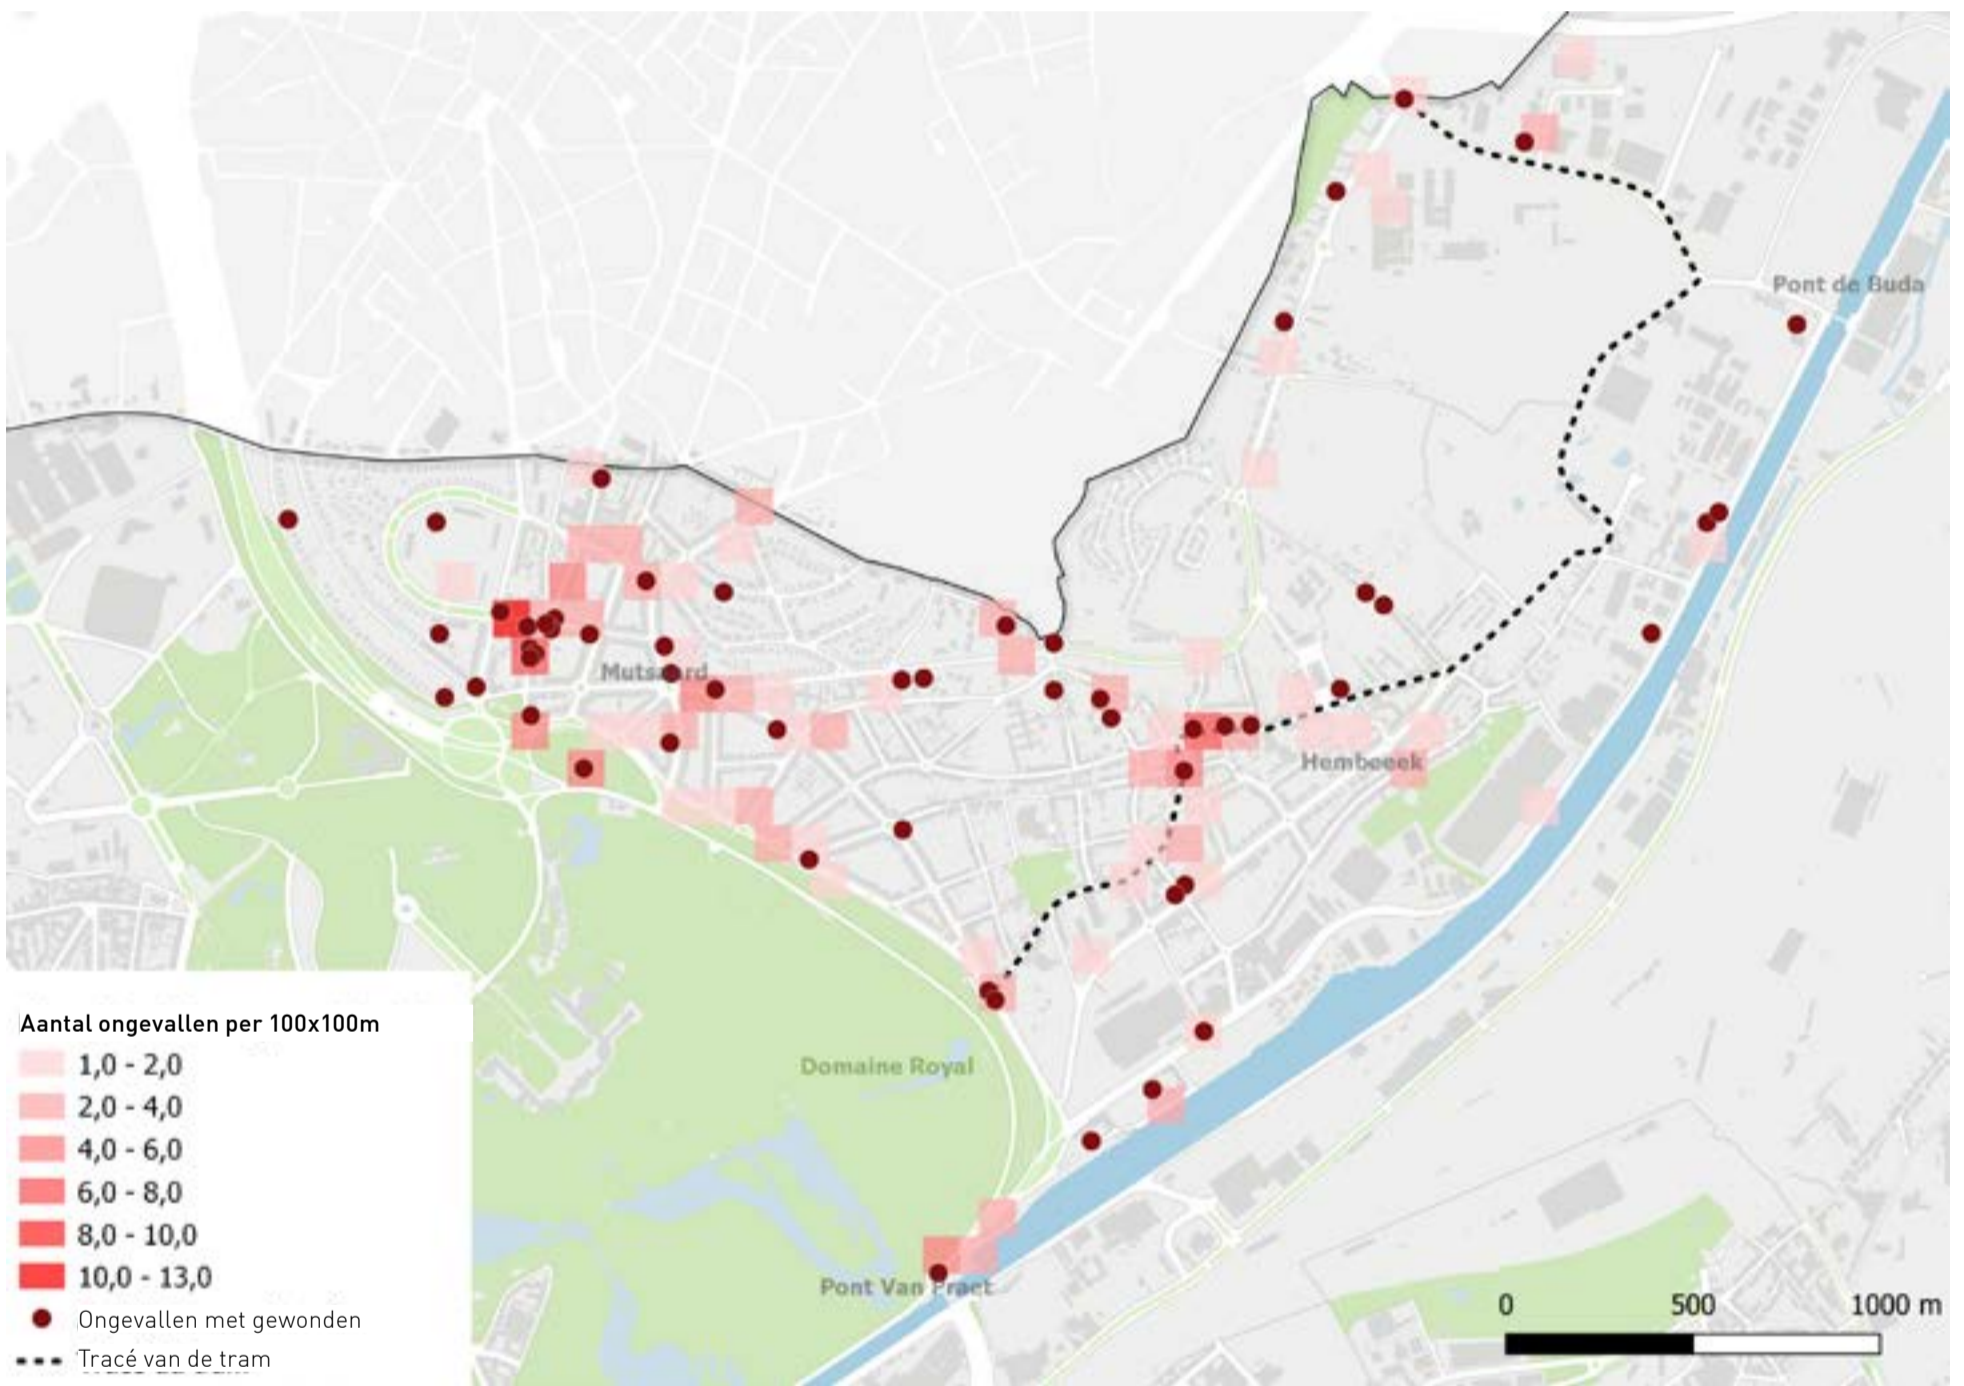 Pont de Buda
Mutsaard
Hembeeek
Domaine Royal
Pont Van Praet
Aantal ongevallen per 100x100m
1,0 - 2,0
2,0 - 4,0
4,0 - 6,0
6,0 - 8,0
8,0 - 10,0
10,0 - 13,0
Ongevallen met gewonden
Tracé van de tram
0 500 1000 m